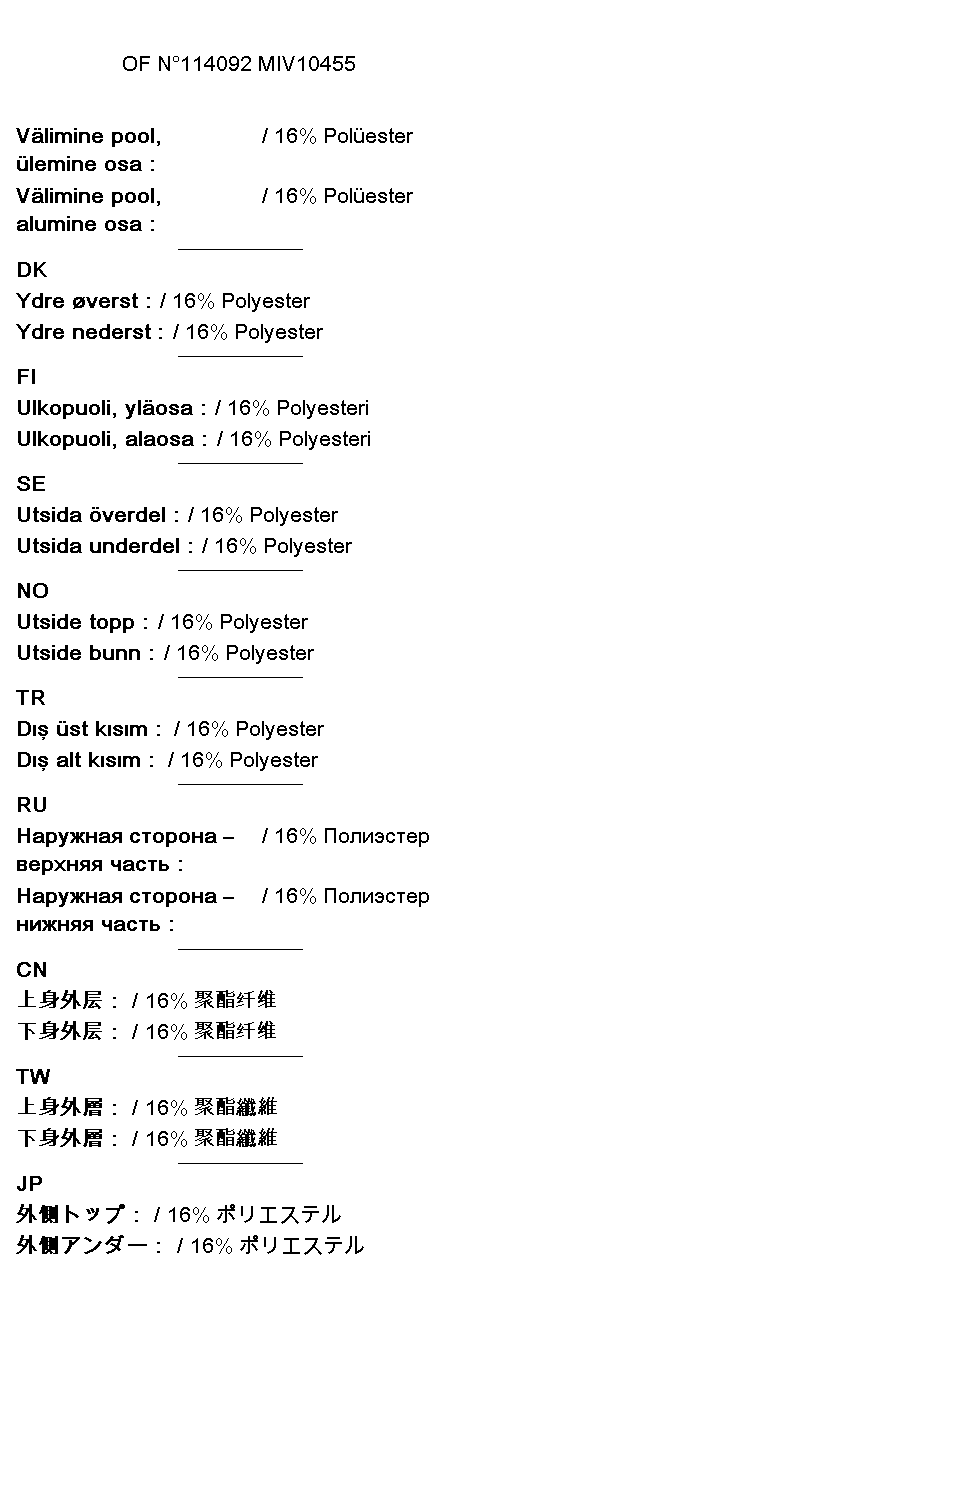 OF N°114092 MIV10455
Välimine pool, / 16% Polüester
ülemine osa :
Välimine pool, / 16% Polüester
alumine osa :
DK
Ydre øverst : / 16% Polyester
Ydre nederst : / 16% Polyester
FI
Ulkopuoli, yläosa : / 16% Polyesteri
Ulkopuoli, alaosa : / 16% Polyesteri
SE
Utsida överdel : / 16% Polyester
Utsida underdel : / 16% Polyester
NO
Utside topp : / 16% Polyester
Utside bunn : / 16% Polyester
TR
Dış üst kısım : / 16% Polyester
Dış alt kısım : / 16% Polyester
RU
Наружная сторона – / 16% Полиэстер
верхняя часть :
Наружная сторона – / 16% Полиэстер
нижняя часть :
CN
上身外层 : / 16% 聚酯纤维
下身外层 : / 16% 聚酯纤维
TW
上身外層 : / 16% 聚酯纖維
下身外層 : / 16% 聚酯纖維
JP
外側トップ : / 16% ポリエステル
外側アンダー : / 16% ポリエステル